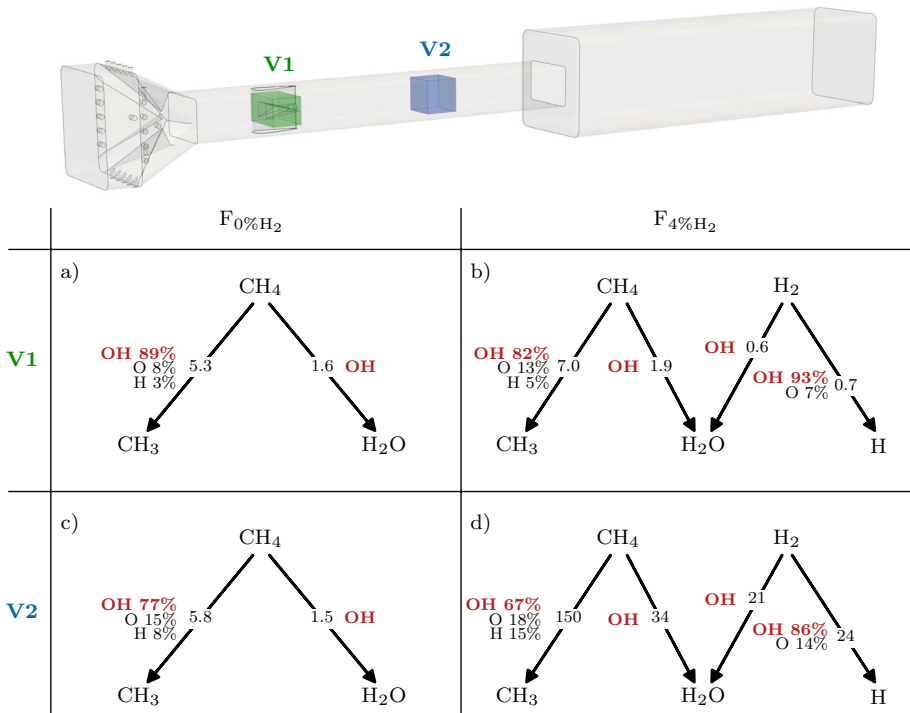 V1
V2
F0%H2
F4%H2
V1
a)
CH4
OH 89%
O 8%
H 3%
5.3
1.6
OH
CH3
H2O
b)
CH4
H2
OH 82%
O 13%
H 5%
7.0
OH
1.9
OH
0.6
OH 93%
O 7%
0.7
CH3
H2O
H
V2
c)
CH4
OH 77%
O 15%
H 8%
5.8
1.5
OH
CH3
H2O
d)
CH4
H2
OH 67%
O 18%
H 15%
150
OH
34
OH
21
OH 86%
O 14%
24
CH3
H2O
H